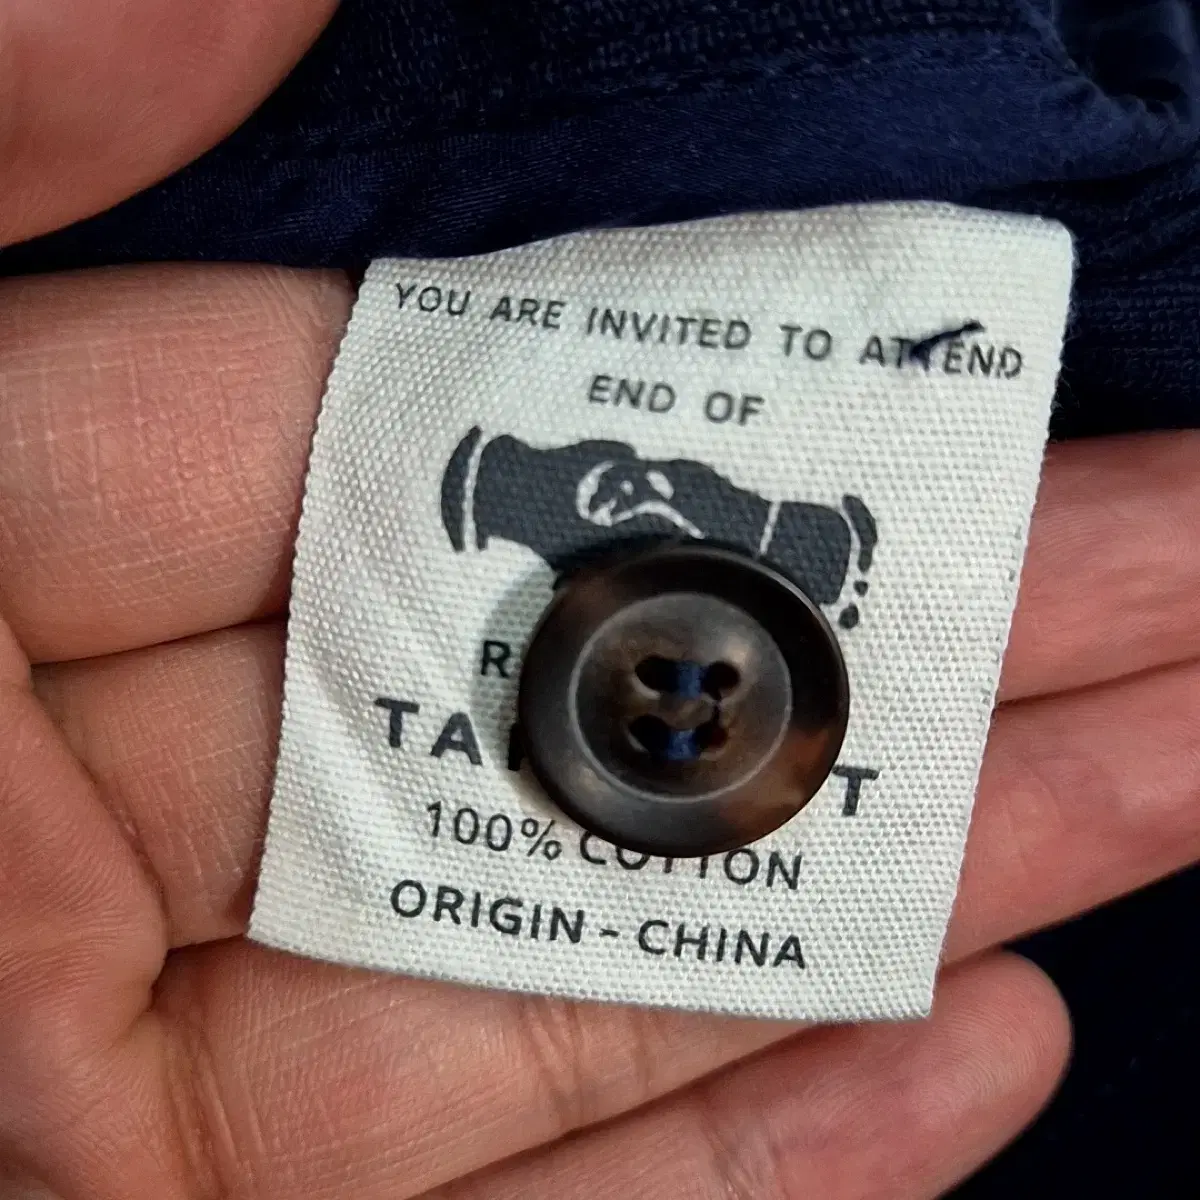 YOU ARE INVITED TO ATTEND
END OF
100% COTTON
ORIGIN - CHINA